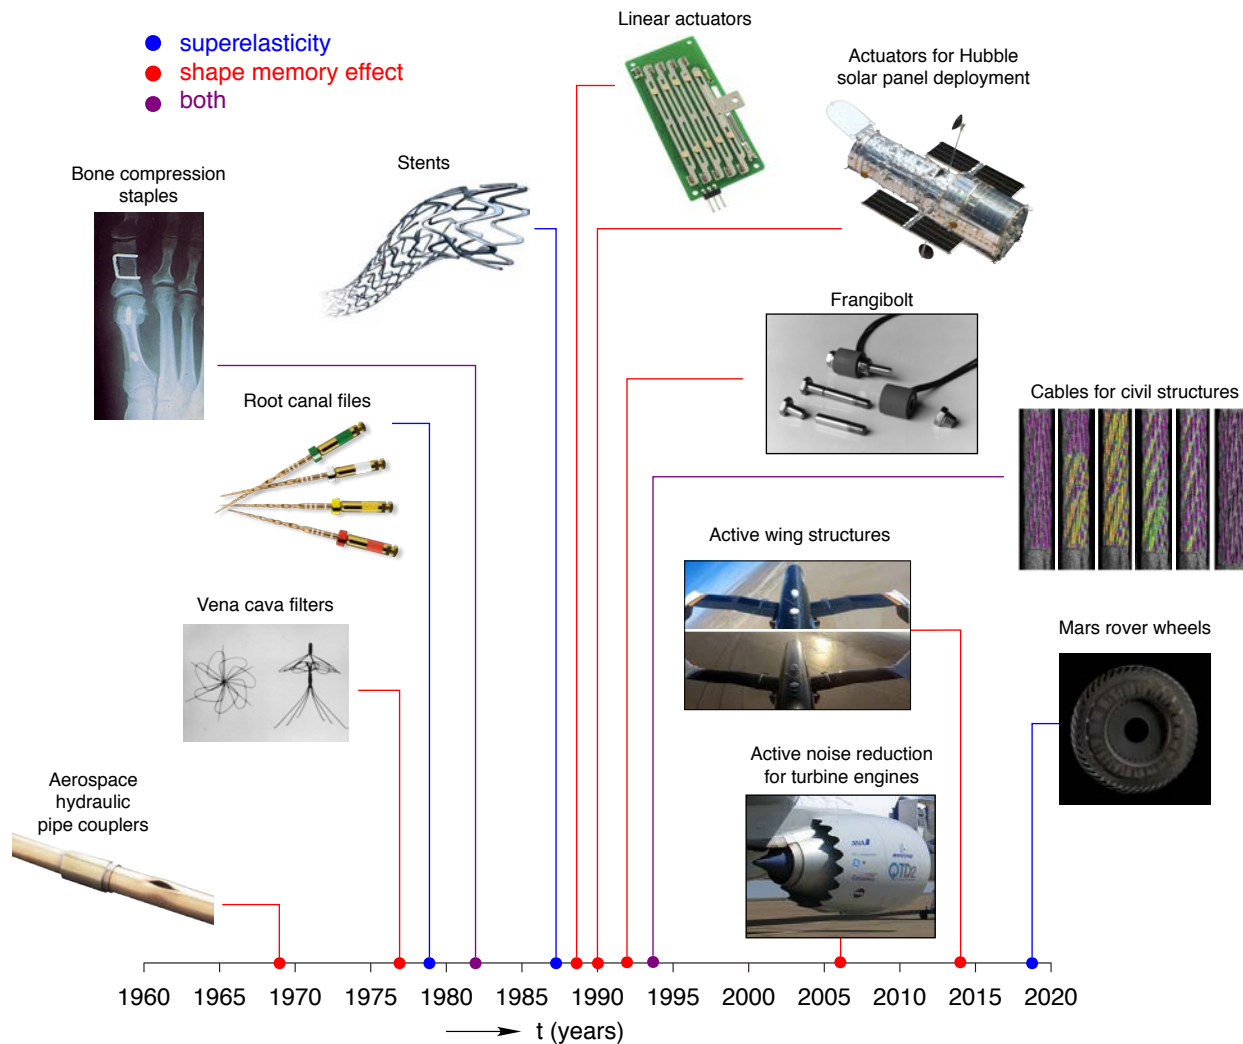 superelasticity
shape memory effect
both
Linear actuators
Actuators for Hubble
solar panel deployment
Bone compression
staples
Stents
Frangibolt
Cables for civil structures
Root canal files
Active wing structures
Vena cava filters
Mars rover wheels
Active noise reduction
for turbine engines
Aerospace
hydraulic
pipe couplers
QTD2
1960 1965 1970 1975 1980 1985 1990 1995 2000 2005 2010 2015 2020
t (years)